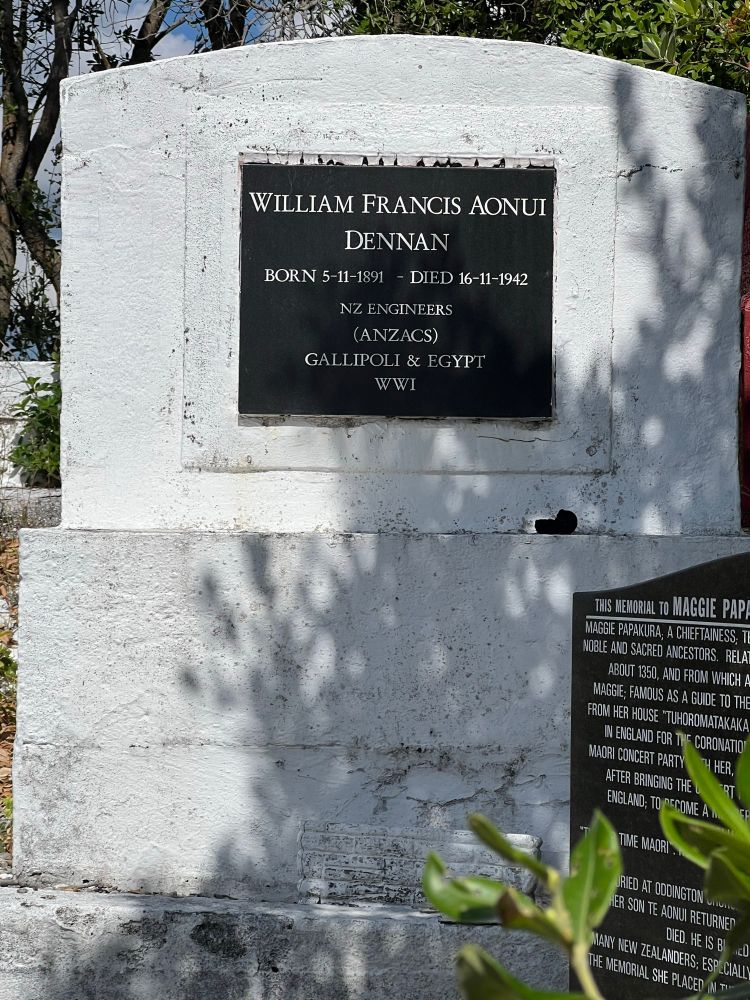 WILLIAM FRANCIS AONUI
DENNAN
BORN 5-11-1891 - DIED 16-11-1942
NZ ENGINEERS
(ANZACS)
GALLIPOLI & EGYPT
WWI
THIS MEMORIAL TO MAGGIE
MAGGIE PAPAKURA, A CHIEFTAINESS,
NOBLE AND SACRED ANCESTORS.
ABOUT 1350, AND FROM WHICH
MAGGIE; FAMOUS AS A GUIDE TO THE
FROM HER HOUSE "TUHOROMATAKAKA
IN ENGLAND FOR THE CORONATION
MAORI CONCERT PARTY HER,
AFTER BRINGING THE
ENGLAND; TO BECOME A
TIME MAORI".
AT ODDINGTON
HER SON TE AONUI RETURNED
DIED. HE IS
MANY NEW ZEALANDERS; ESPECIALLY
THE MEMORIAL SHE PLACED IN